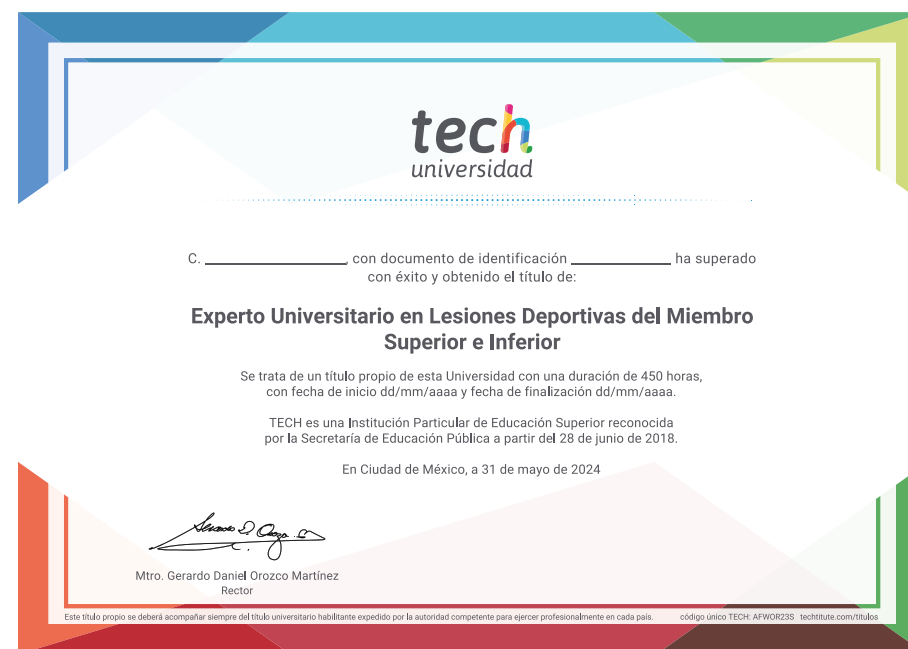 tech
universidad
C. ____________, con documento de identificación ____________ ha superado
con éxito y obtenido el título de:
Experto Universitario en Lesiones Deportivas del Miembro
Superior e Inferior
Se trata de un título propio de esta Universidad con una duración de 450 horas,
con fecha de inicio dd/mm/aaaa y fecha de finalización dd/mm/aaaa.
TECH es una Institución Particular de Educación Superior reconocida
por la Secretaría de Educación Pública a partir del 28 de junio de 2018.
En Ciudad de México, a 31 de mayo de 2024
Mtro. Gerardo Daniel Orozco Martínez
Rector
Este título propio se deberá acompañar siempre del título universitario habilitante expedido por la autoridad competente para ejercer profesionalmente en cada país. código único TECH: AFWOR23S techtitute.com/titulos